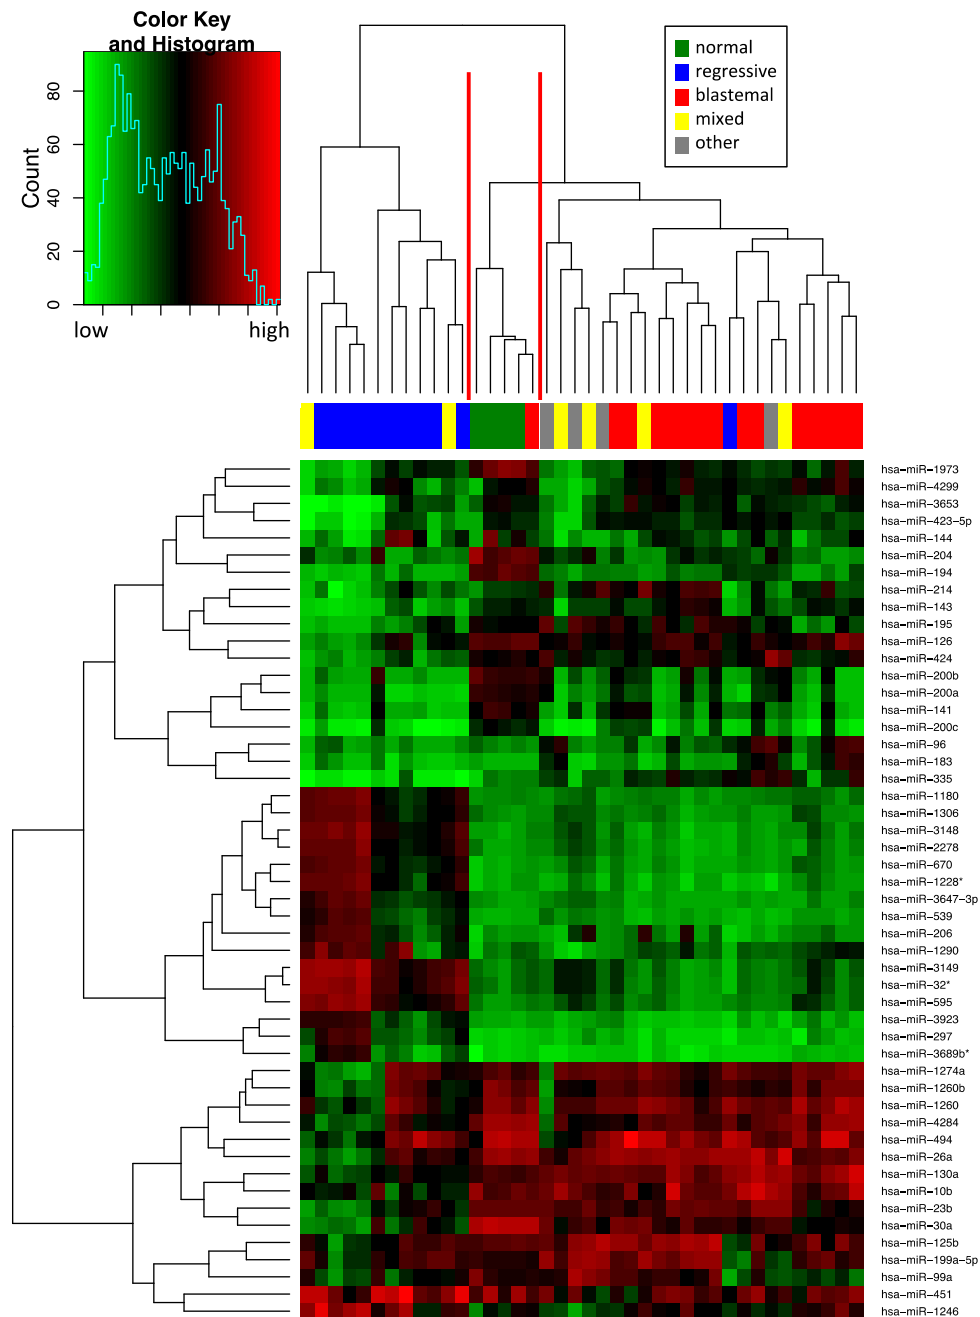 Color Key
and Histogram
Count
0
20
40
60
80
low
high
normal
regressive
blastemal
mixed
other
hsa-miR-1973
hsa-miR-4299
hsa-miR-3653
hsa-miR-423-5p
hsa-miR-144
hsa-miR-204
hsa-miR-194
hsa-miR-214
hsa-miR-143
hsa-miR-195
hsa-miR-126
hsa-miR-424
hsa-miR-200b
hsa-miR-200a
hsa-miR-141
hsa-miR-200c
hsa-miR-96
hsa-miR-183
hsa-miR-335
hsa-miR-1180
hsa-miR-1306
hsa-miR-3148
hsa-miR-2278
hsa-miR-670
hsa-miR-1228*
hsa-miR-3647-3p
hsa-miR-539
hsa-miR-206
hsa-miR-1290
hsa-miR-3149
hsa-miR-32*
hsa-miR-595
hsa-miR-3923
hsa-miR-297
hsa-miR-3689b*
hsa-miR-1274a
hsa-miR-1260b
hsa-miR-1260
hsa-miR-4284
hsa-miR-494
hsa-miR-26a
hsa-miR-130a
hsa-miR-10b
hsa-miR-23b
hsa-miR-30a
hsa-miR-125b
hsa-miR-199a-5p
hsa-miR-99a
hsa-miR-451
hsa-miR-1246